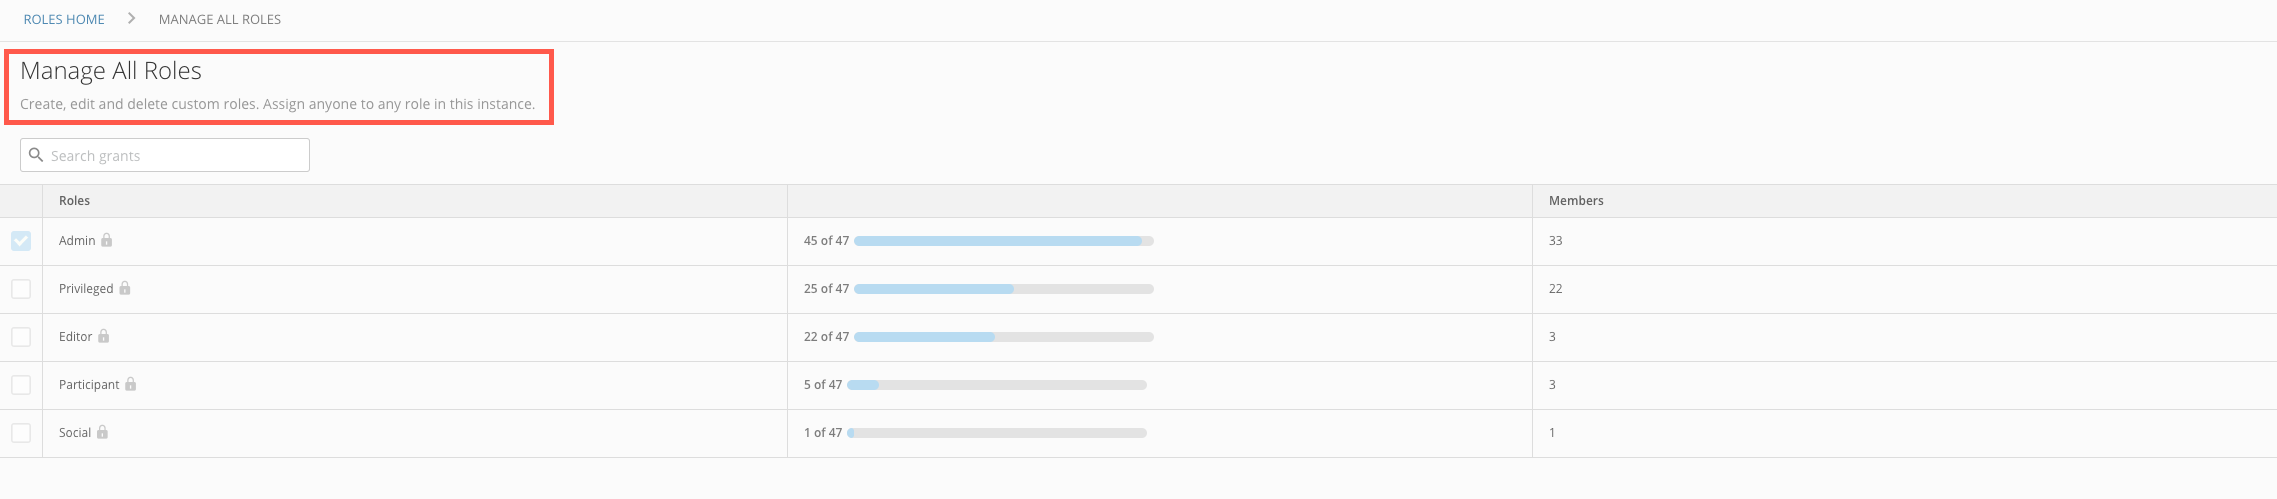 ROLES HOME > MANAGE ALL ROLES
Manage All Roles
Create, edit and delete custom roles. Assign anyone to any role in this instance.
Search grants
Roles Members
Admin 45 of 47 33
Privileged 25 of 47 22
Editor 22 of 47 3
Participant 5 of 47 3
Social 1 of 47 1